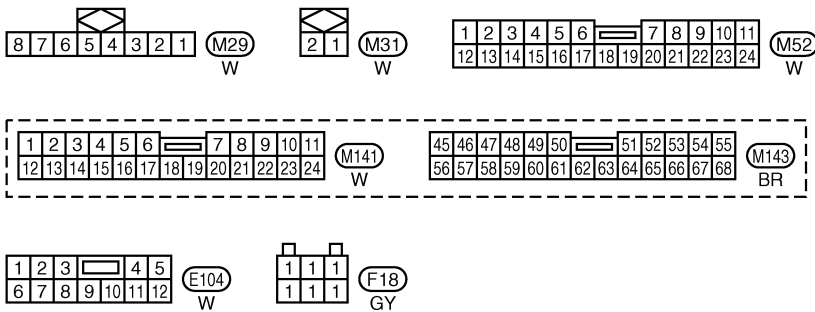 8 7 6 5 4 3 2 1 M29
W
2 1 M31
W
1 2 3 4 5 6 7 8 9 10 11
12 13 14 15 16 17 18 19 20 21 22 23 24 M52
W
1 2 3 4 5 6 7 8 9 10 11
12 13 14 15 16 17 18 19 20 21 22 23 24 M141
W
45 46 47 48 49 50 51 52 53 54 55
56 57 58 59 60 61 62 63 64 65 66 67 68 M143
BR
1 2 3 4 5
6 7 8 9 10 11 12 E104
W
1 1 1
1 1 1 F18
GY